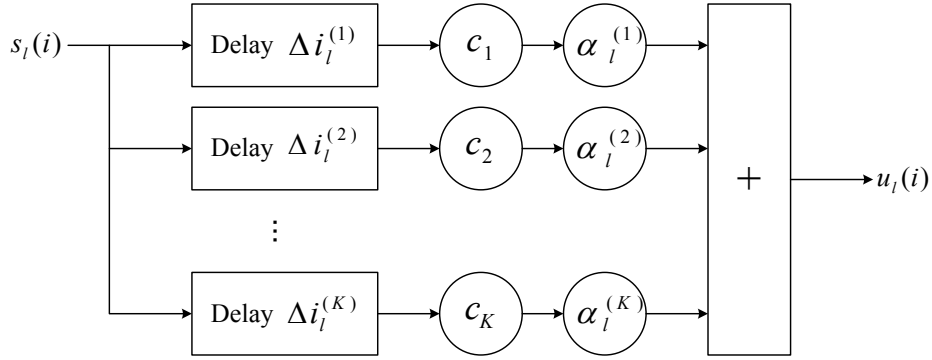 s_l(i) Delay Δi_l^(1) c_1 α_l^(1)
Delay Δi_l^(2) c_2 α_l^(2)
+ u_l(i)
⋮
Delay Δi_l^(K) c_K α_l^(K)